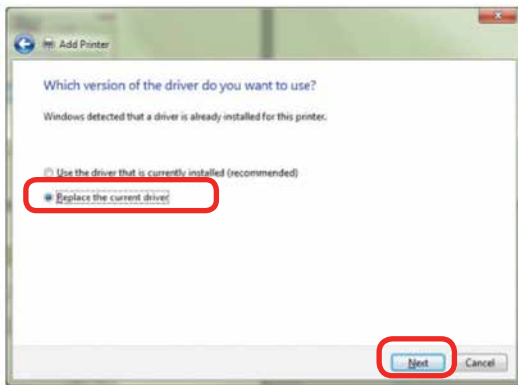 Add Printer
Which version of the driver do you want to use?
Windows detected that a driver is already installed for this printer.
Use the driver that is currently installed (recommended)
Replace the current driver
Next Cancel